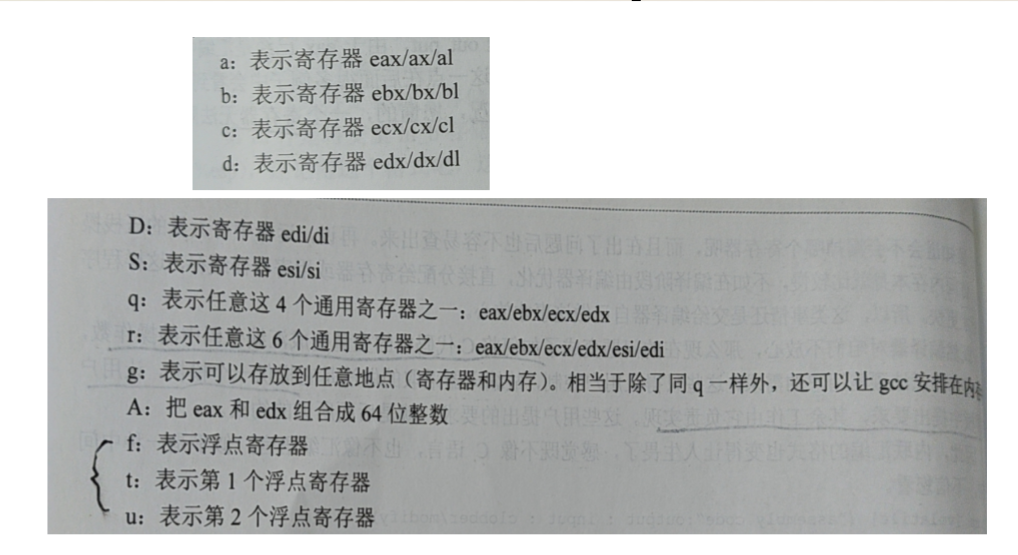 a：表示寄存器 eax/ax/al
b：表示寄存器 ebx/bx/bl
c：表示寄存器 ecx/cx/cl
d：表示寄存器 edx/dx/dl
D：表示寄存器 edi/di
S：表示寄存器 esi/si
q：表示任意这 4 个通用寄存器之一：eax/ebx/ecx/edx
r：表示任意这 6 个通用寄存器之一：eax/ebx/ecx/edx/esi/edi
g：表示可以存放到任意地点（寄存器和内存）。相当于除了同 q 一样外，还可以让 gcc 安排在内
A：把 eax 和 edx 组合成 64 位整数
f：表示浮点寄存器
t：表示第 1 个浮点寄存器
u：表示第 2 个浮点寄存器